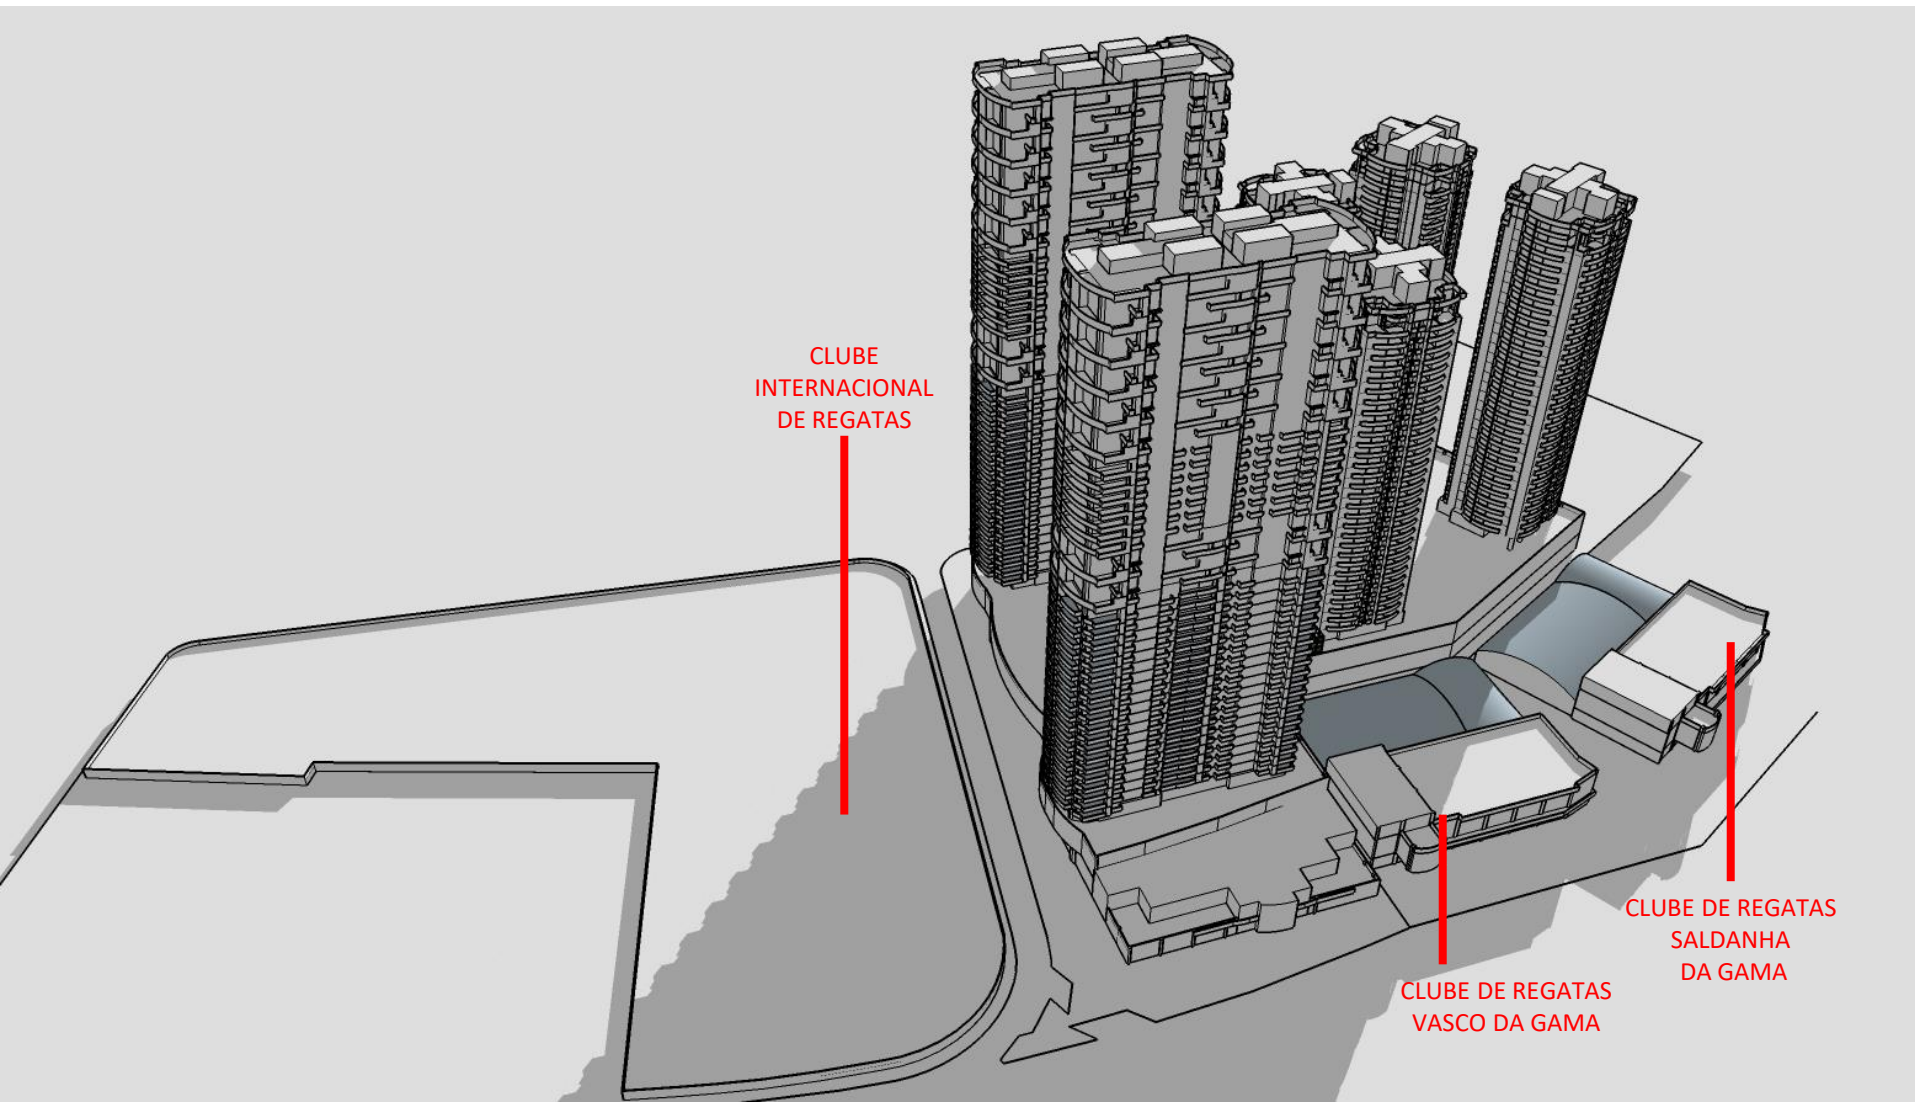 CLUBE
INTERNACIONAL
DE REGATAS
CLUBE DE REGATAS
SALDANHA
DA GAMA
CLUBE DE REGATAS
VASCO DA GAMA